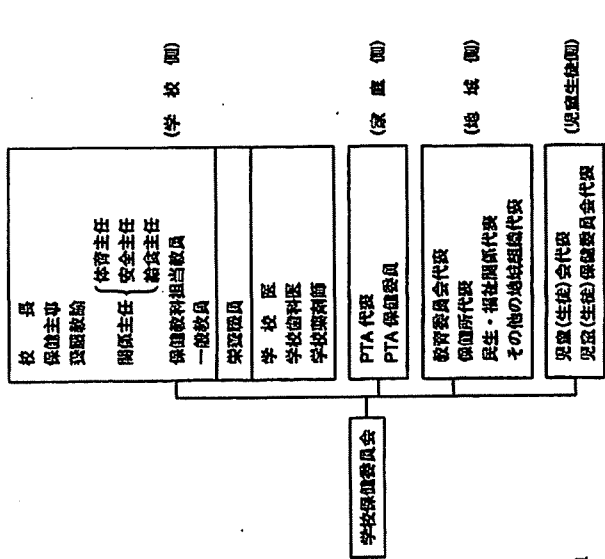 学校保健委員会
校長
保健主事
養護教諭
関係主任
体育主任
安全主任
給食主任
保健教科担当教員
一般教員
栄養職員
学校医
学校歯科医
学校薬剤師
(学校側)
PTA代表
PTA保健委員
(家庭側)
教育委員会代表
保健所代表
民生・福祉関係代表
その他の地域組織代表
(地域側)
児童(生徒)会代表
児童(生徒)保健委員会代表
(児童生徒側)